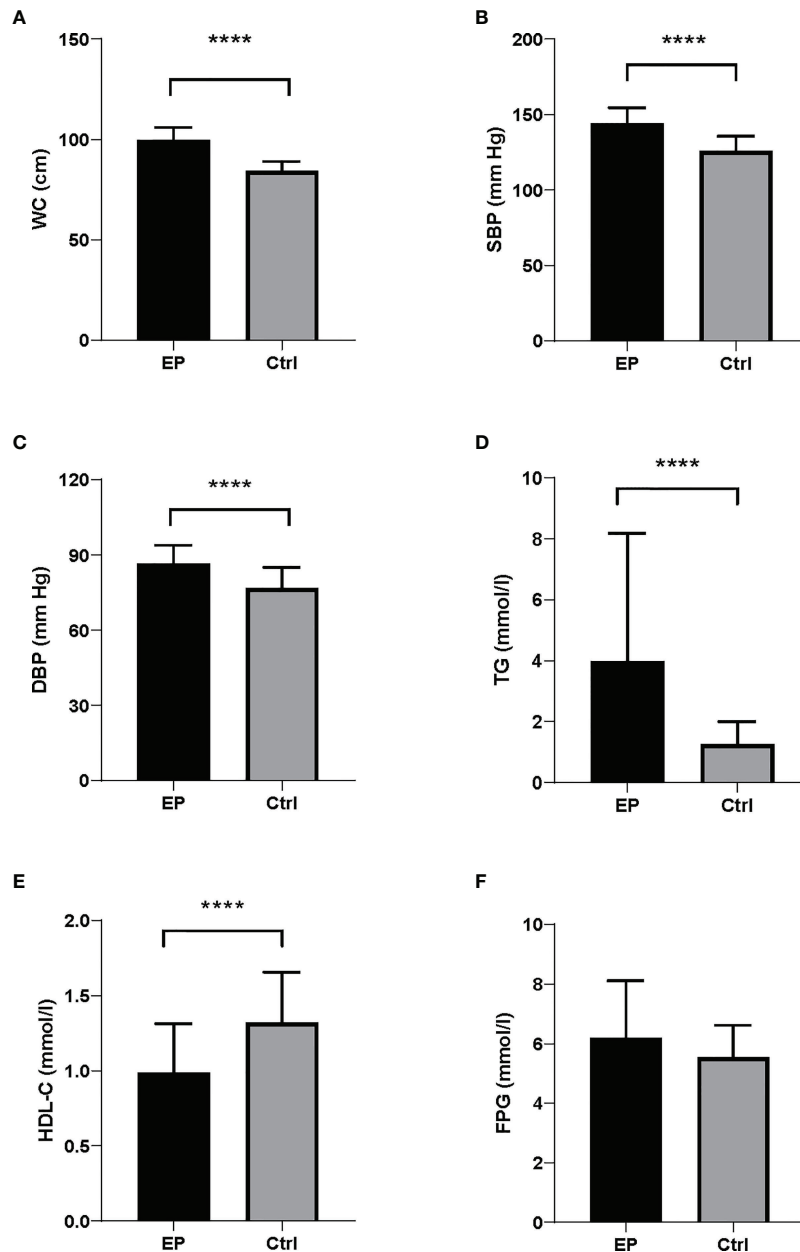 A
WC (cm)
150
100
50
0
****
EP Ctrl
B
SBP (mm Hg)
200
150
100
50
0
****
EP Ctrl
C
DBP (mm Hg)
120
90
60
30
0
****
EP Ctrl
D
TG (mmol/l)
10
8
6
4
2
0
****
EP Ctrl
E
HDL-C (mmol/l)
2.0
1.5
1.0
0.5
0.0
****
EP Ctrl
F
FPG (mmol/l)
10
8
6
4
2
0
EP Ctrl